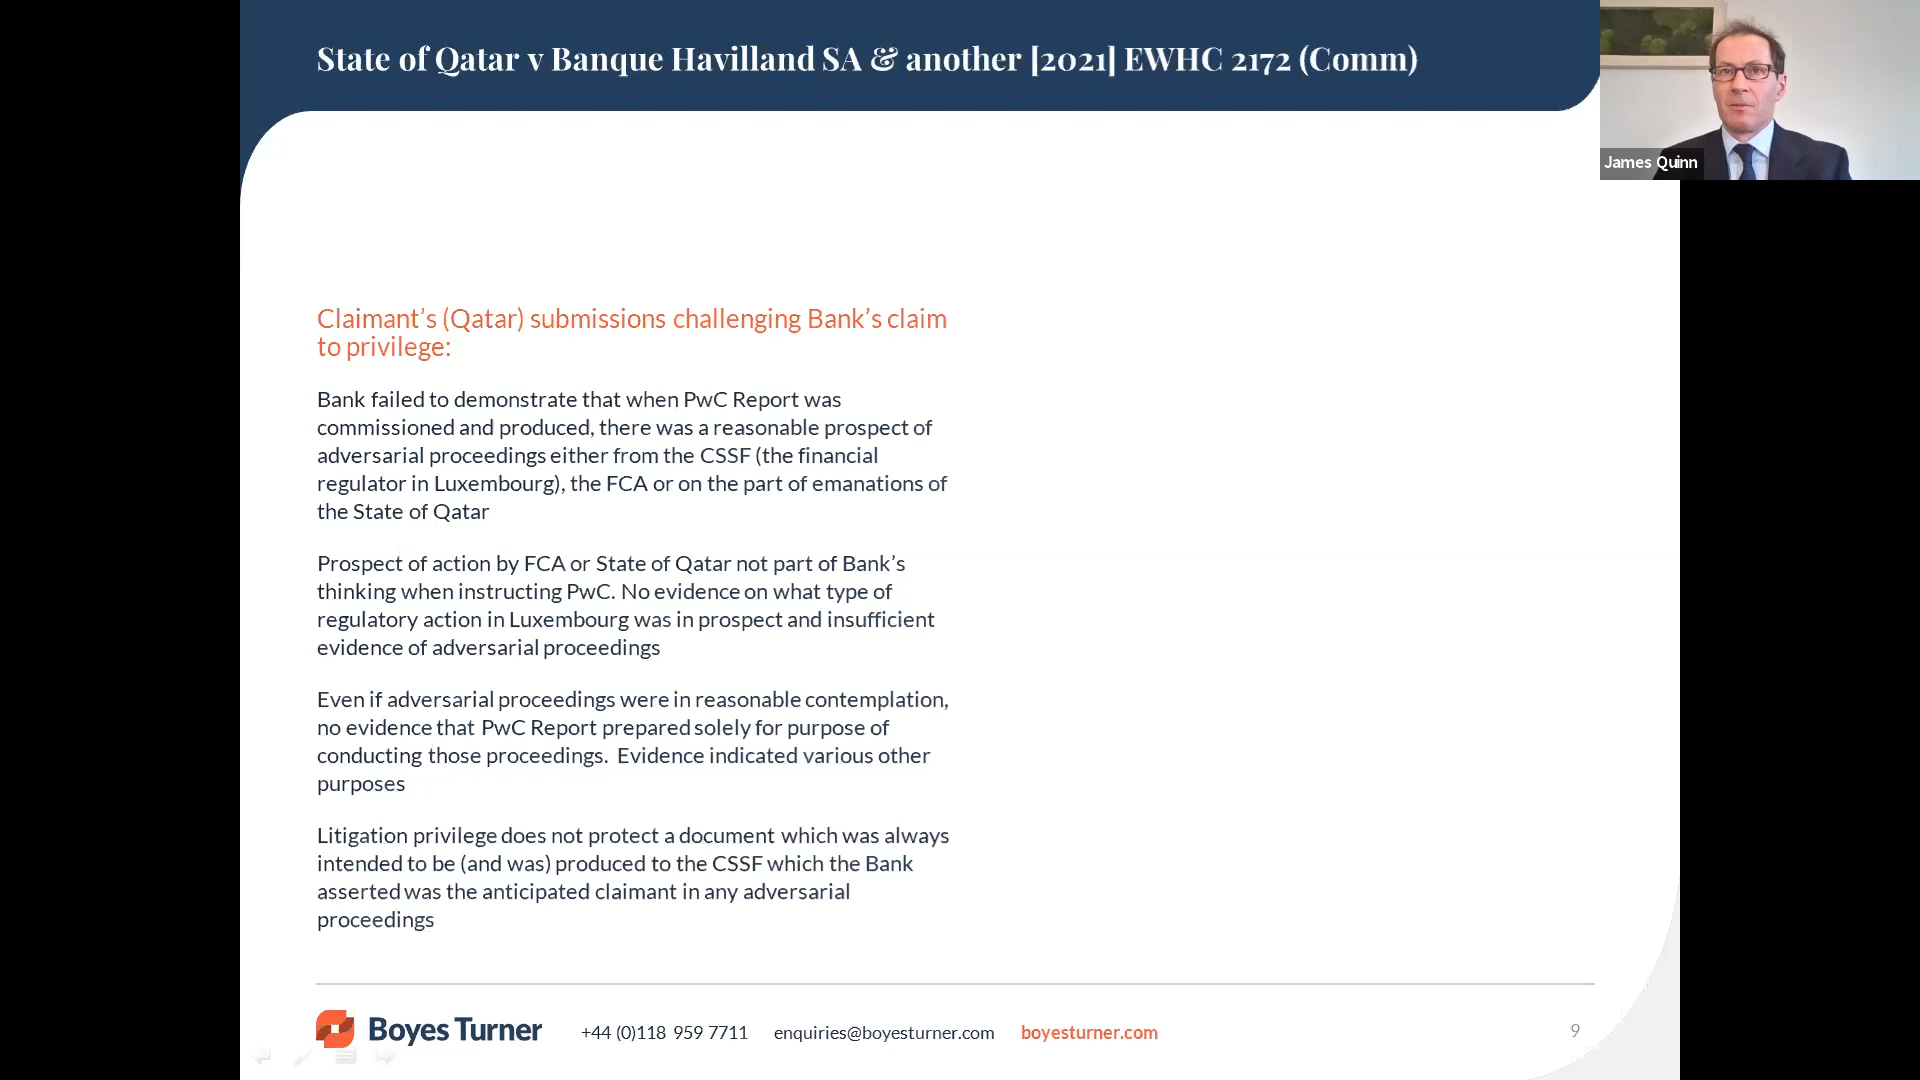 State of Qatar v Banque Havilland SA & another [2021] EWHC 2172 (Comm)
James Quinn
Claimant’s (Qatar) submissions challenging Bank’s claim
to privilege:
Bank failed to demonstrate that when PwC Report was
commissioned and produced, there was a reasonable prospect of
adversarial proceedings either from the CSSF (the financial
regulator in Luxembourg), the FCA or on the part of emanations of
the State of Qatar
Prospect of action by FCA or State of Qatar not part of Bank’s
thinking when instructing PwC. No evidence on what type of
regulatory action in Luxembourg was in prospect and insufficient
evidence of adversarial proceedings
Even if adversarial proceedings were in reasonable contemplation,
no evidence that PwC Report prepared solely for purpose of
conducting those proceedings. Evidence indicated various other
purposes
Litigation privilege does not protect a document which was always
intended to be (and was) produced to the CSSF which the Bank
asserted was the anticipated claimant in any adversarial
proceedings
Boyes Turner +44 (0)118 959 7711 enquiries@boyesturner.com boyesturner.com 9